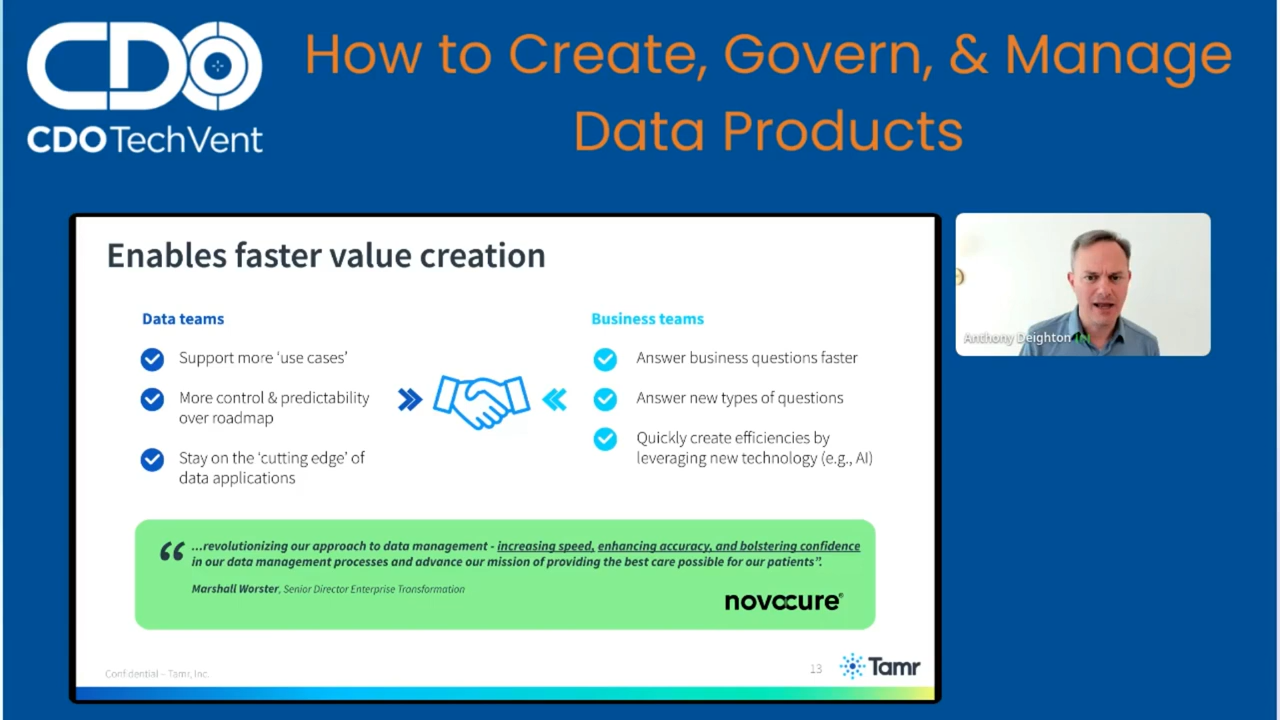 CDO
CDO TechVent
How to Create, Govern, & Manage
Data Products
Enables faster value creation
Data teams
Support more ‘use cases’
More control & predictability
over roadmap
Stay on the ‘cutting edge’ of
data applications
Business teams
Answer business questions faster
Answer new types of questions
Quickly create efficiencies by
leveraging new technology (e.g., AI)
“ ...revolutionizing our approach to data management - increasing speed, enhancing accuracy, and bolstering confidence
in our data management processes and advance our mission of providing the best care possible for our patients”.
Marshall Worster, Senior Director Enterprise Transformation
novocure®
Confidential – Tamr, Inc.
13
Tamr
Anthony Deighton